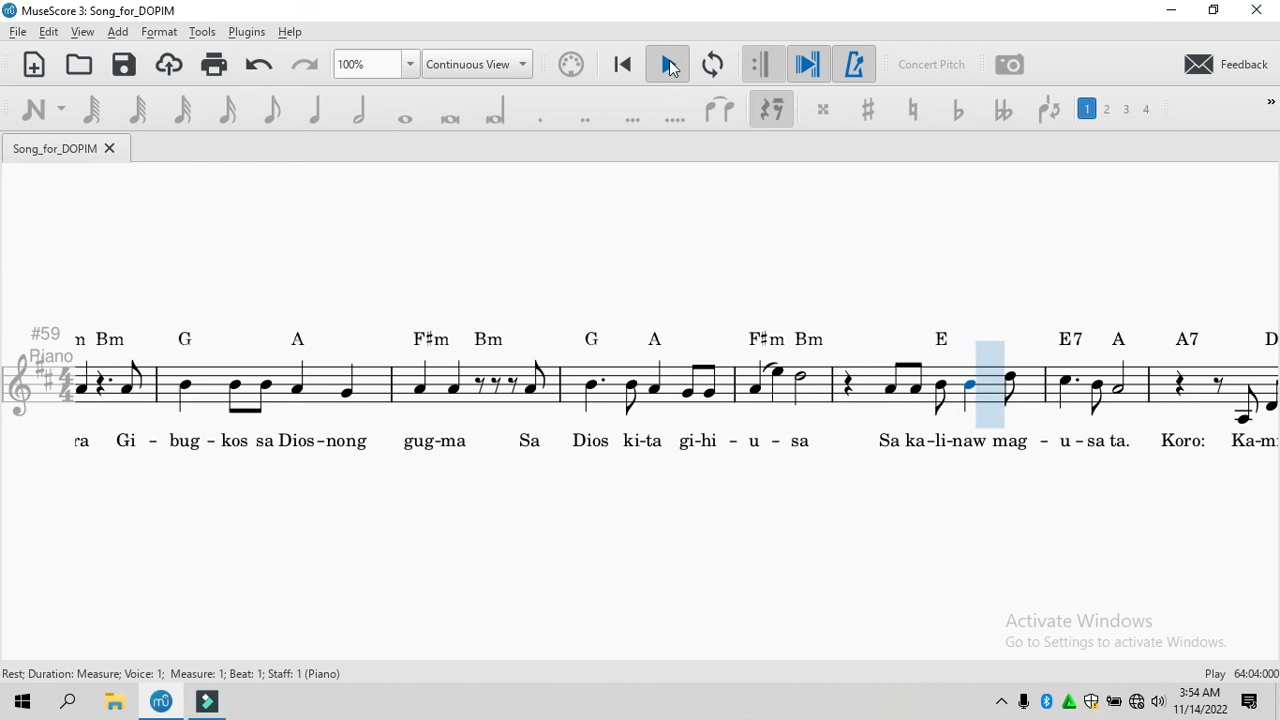 MuseScore 3: Song_for_DOPIM
File Edit View Add Format Tools Plugins Help
100% Continuous View Concert Pitch Feedback
1 2 3 4
Song_for_DOPIM
#59
Piano
m Bm G A F♯m Bm G A F♯m Bm E E7 A A7 D
ra Gi – bug – kos sa Dios – nong gug – ma Sa Dios ki – ta gi – hi – u – sa Sa ka – li – naw mag – u – sa ta. Koro: Ka – mi
Activate Windows
Go to Settings to activate Windows.
Rest; Duration: Measure; Voice: 1; Measure: 1; Beat: 1; Staff: 1 (Piano) Play 64:04:000
3:54 AM
11/14/2022